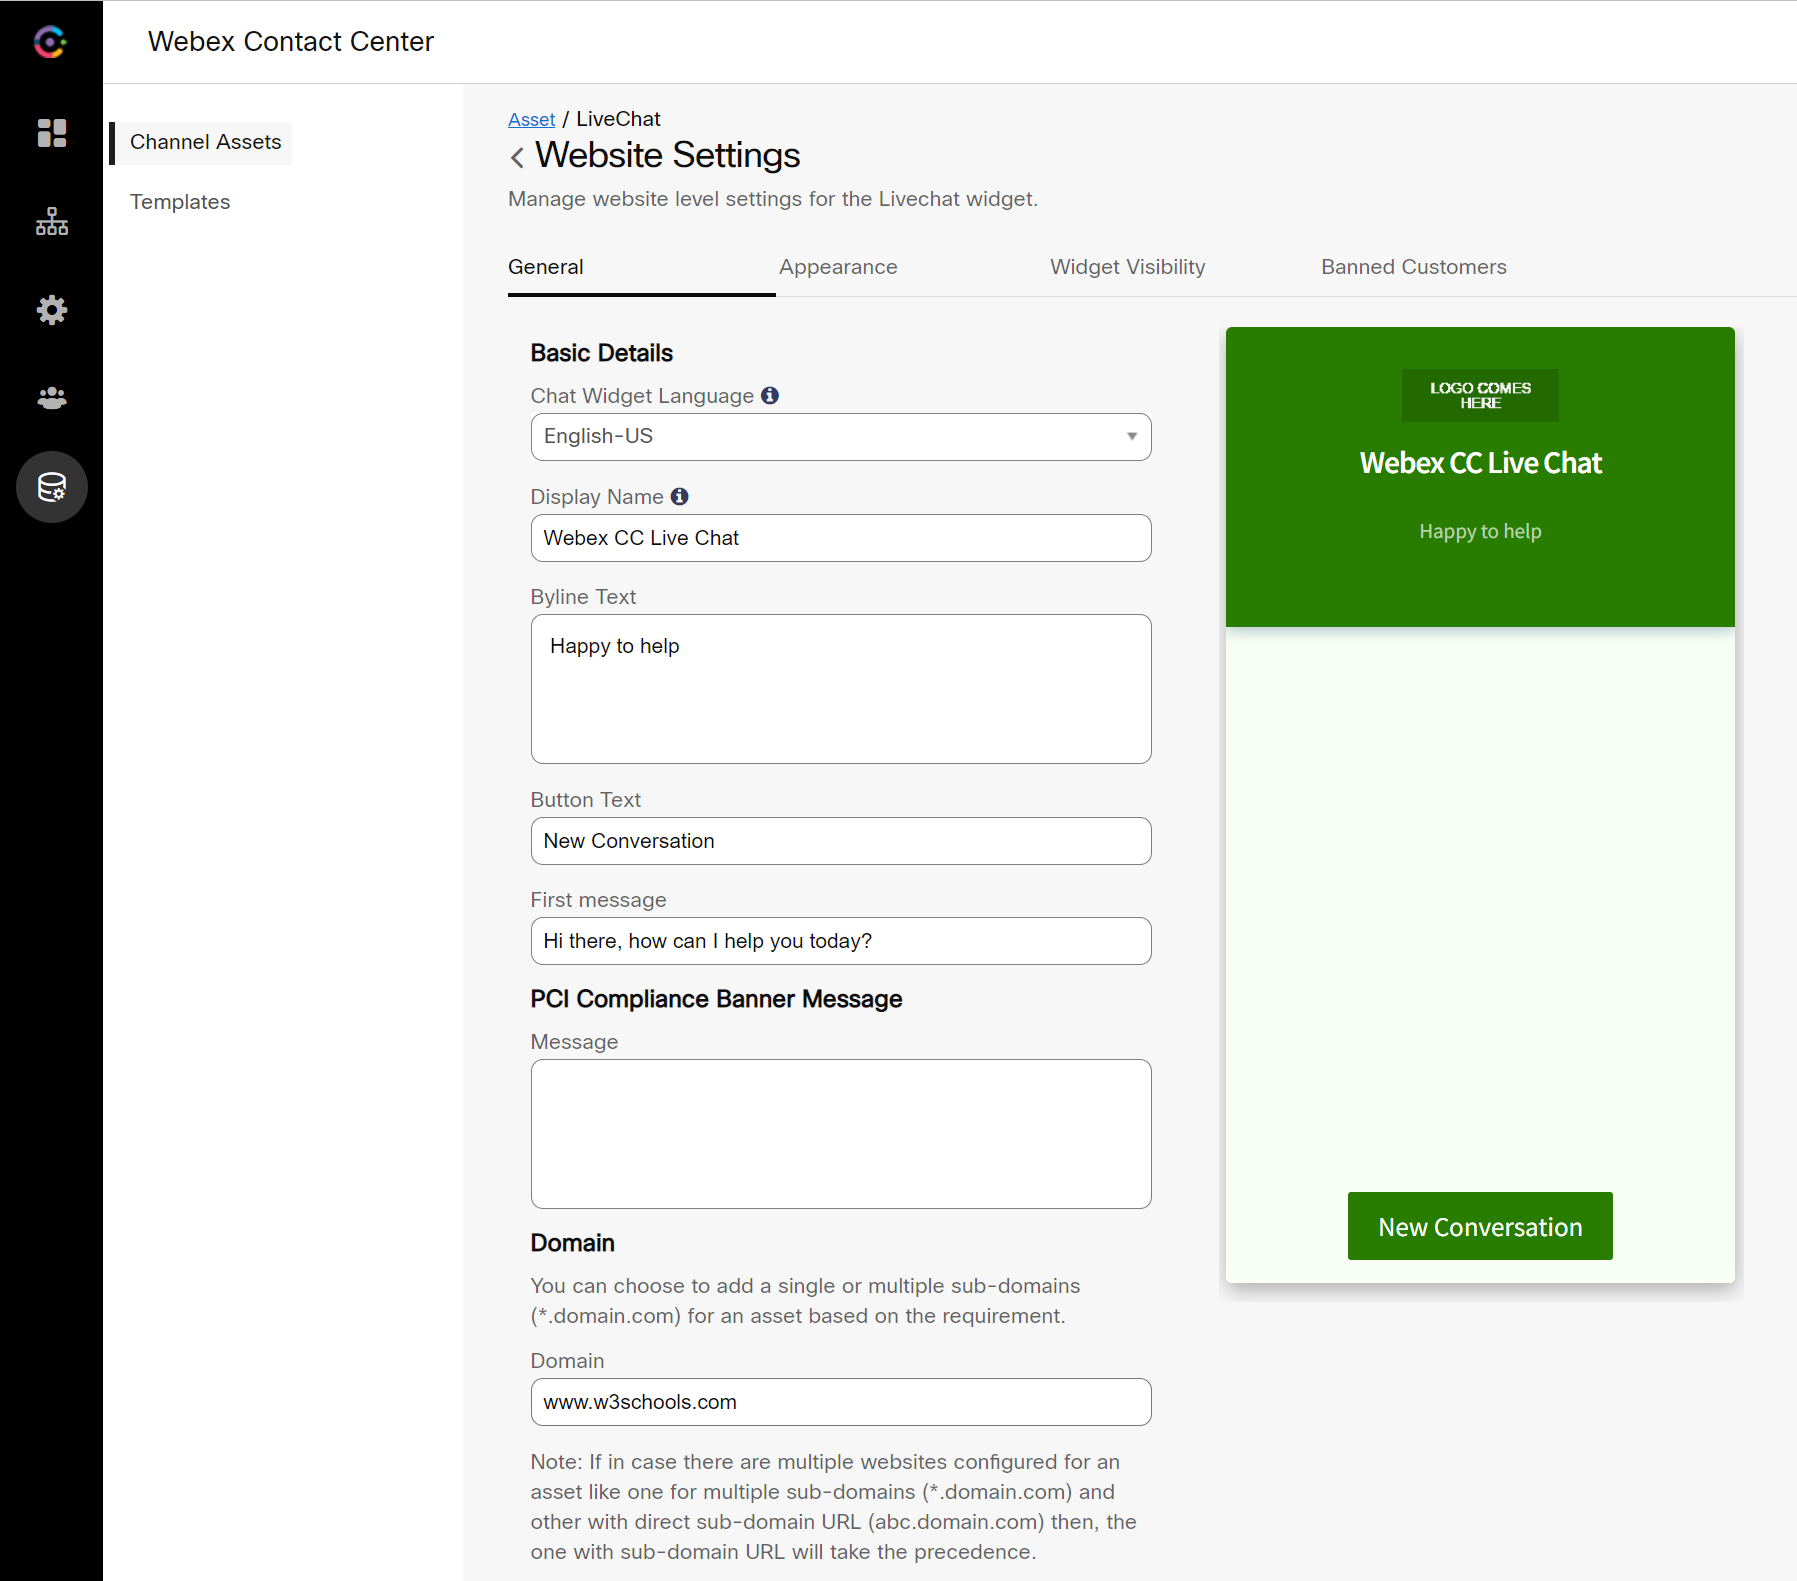 Webex Contact Center
Channel Assets
Templates
Asset / LiveChat
Website Settings
Manage website level settings for the Livechat widget.
General
Appearance
Widget Visibility
Banned Customers
Basic Details
Chat Widget Language
English-US
Display Name
Webex CC Live Chat
Byline Text
Happy to help
Button Text
New Conversation
First message
Hi there, how can I help you today?
PCI Compliance Banner Message
Message
Domain
You can choose to add a single or multiple sub-domains
(*.domain.com) for an asset based on the requirement.
Domain
www.w3schools.com
Note: If in case there are multiple websites configured for an
asset like one for multiple sub-domains (*.domain.com) and
other with direct sub-domain URL (abc.domain.com) then, the
one with sub-domain URL will take the precedence.
LOGO COMES
HERE
Webex CC Live Chat
Happy to help
New Conversation